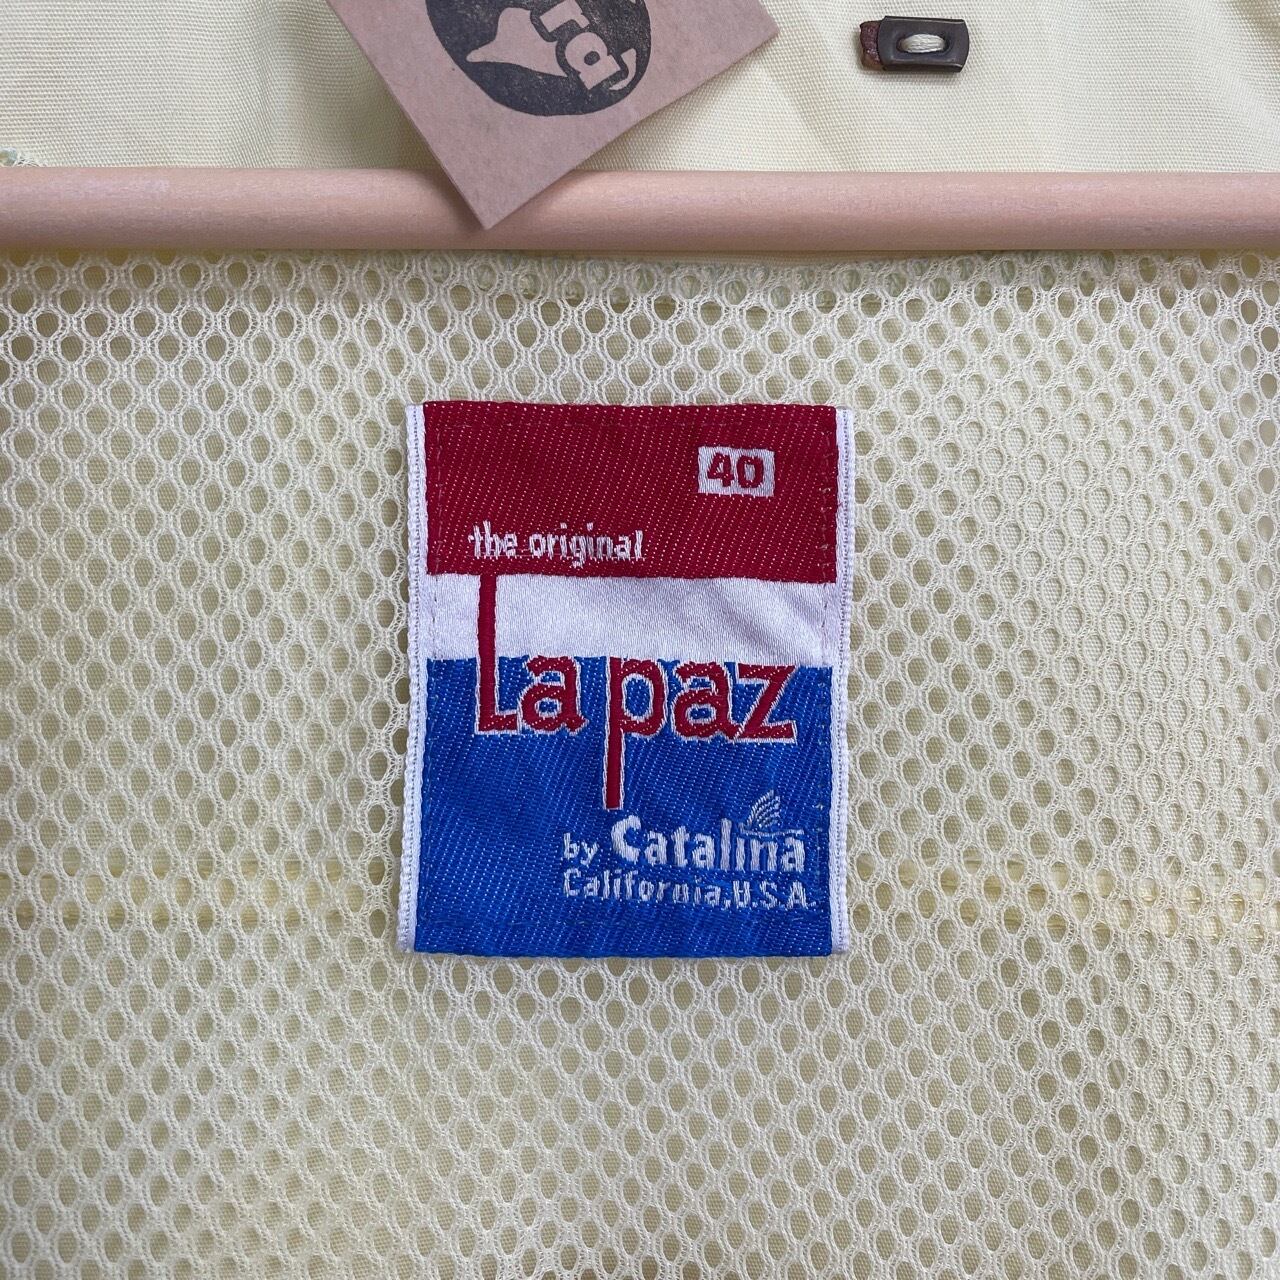 40
the original
La paz
by Catalina
California, U.S.A.